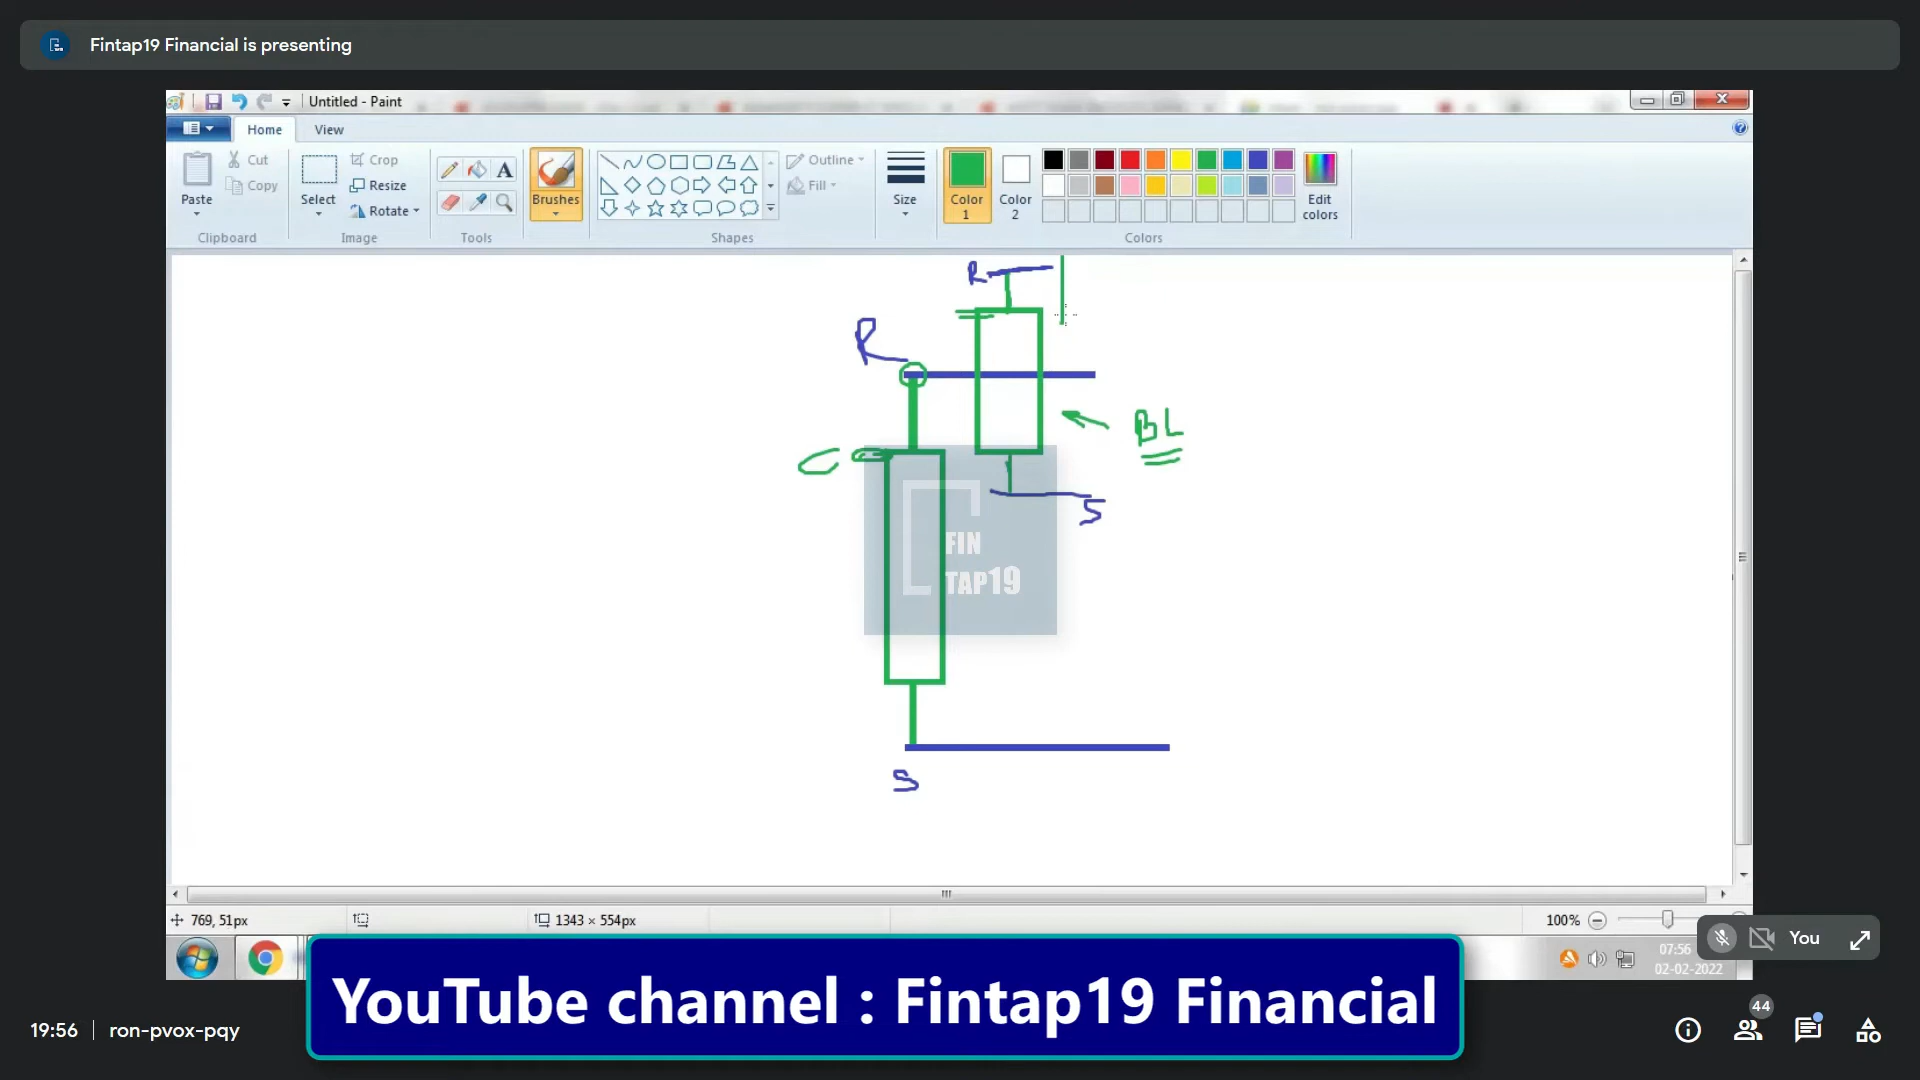 Fintap19 Financial is presenting
Untitled - Paint
Home View
Paste
Cut
Copy
Clipboard
Select
Crop
Resize
Rotate
Image
A
Tools
Brushes
Outline
Fill
Shapes
Size
Color 1
Color 2
Edit colors
Colors
R
R
BL
C
S
FIN
TAP19
S
769, 51px
1343 × 554px
100%
07:56
02-02-2022
You
YouTube channel : Fintap19 Financial
19:56 | ron-pvox-pqy
44